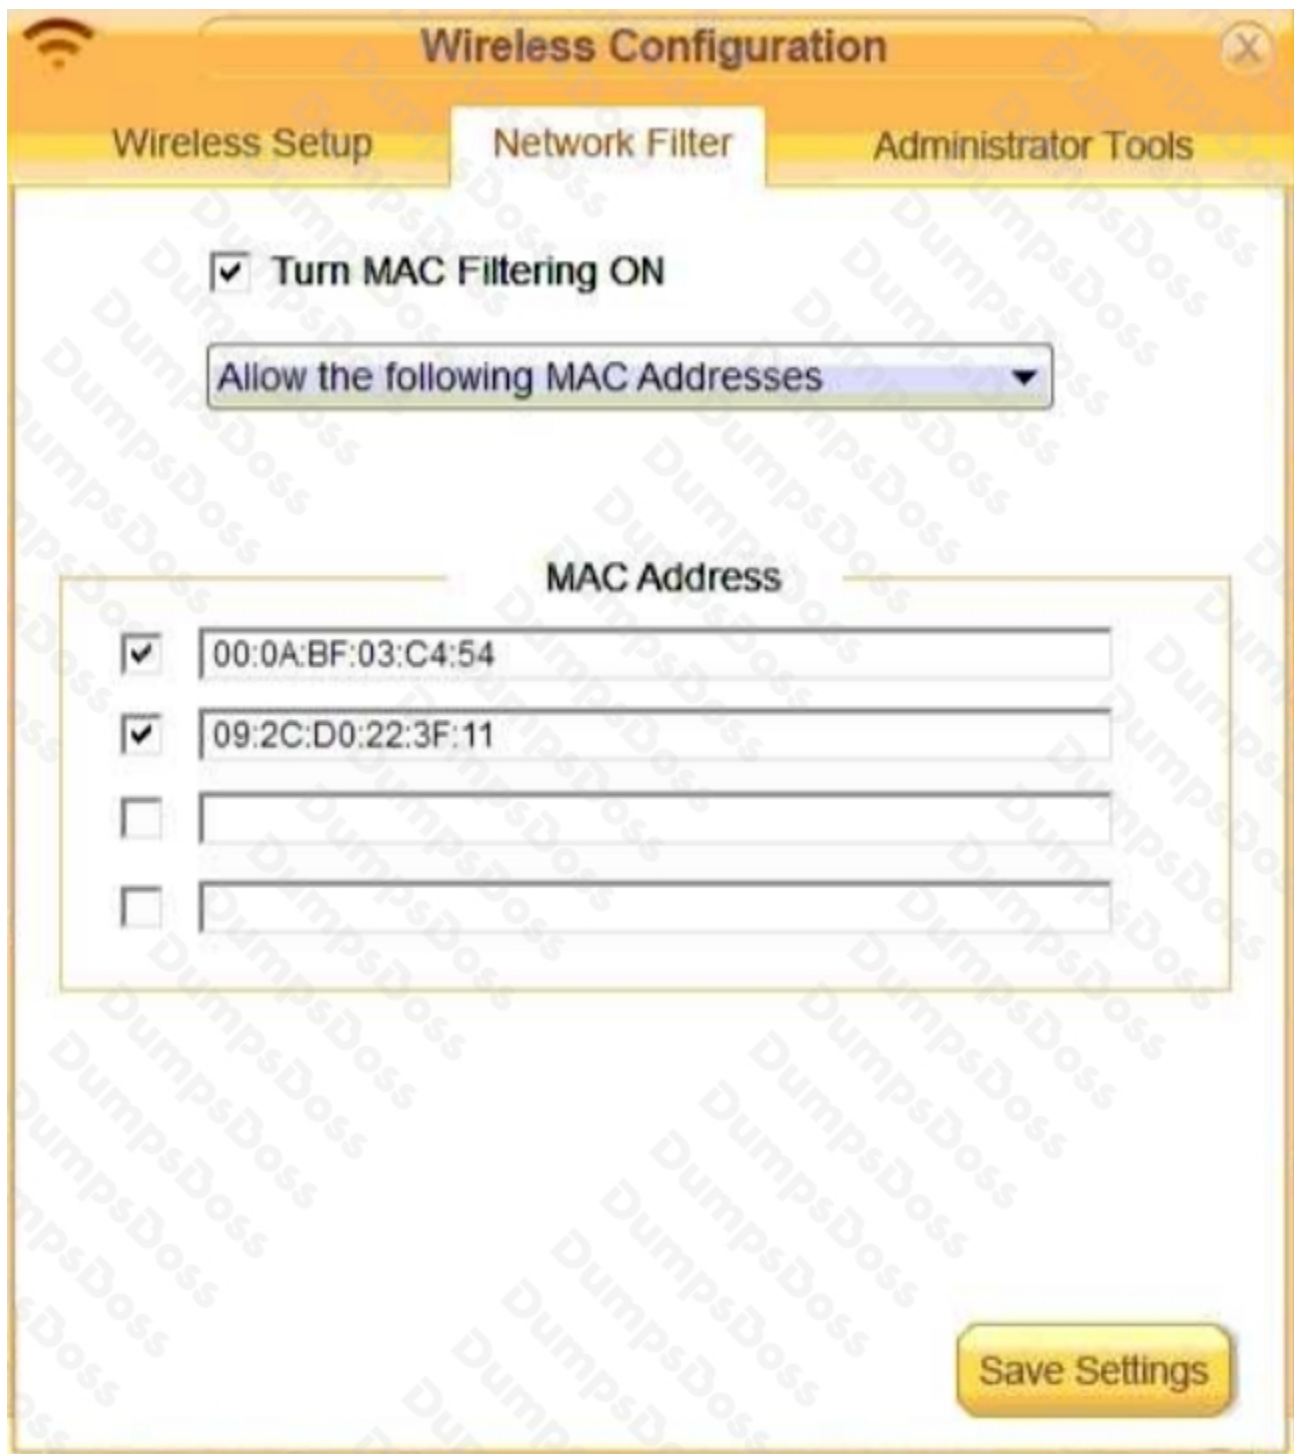 Wireless Configuration
X
Wireless Setup
Network Filter
Administrator Tools
Turn MAC Filtering ON
Allow the following MAC Addresses
MAC Address
00:0A:BF:03:C4:54
09:2C:D0:22:3F:11
Save Settings
DumpsDoss